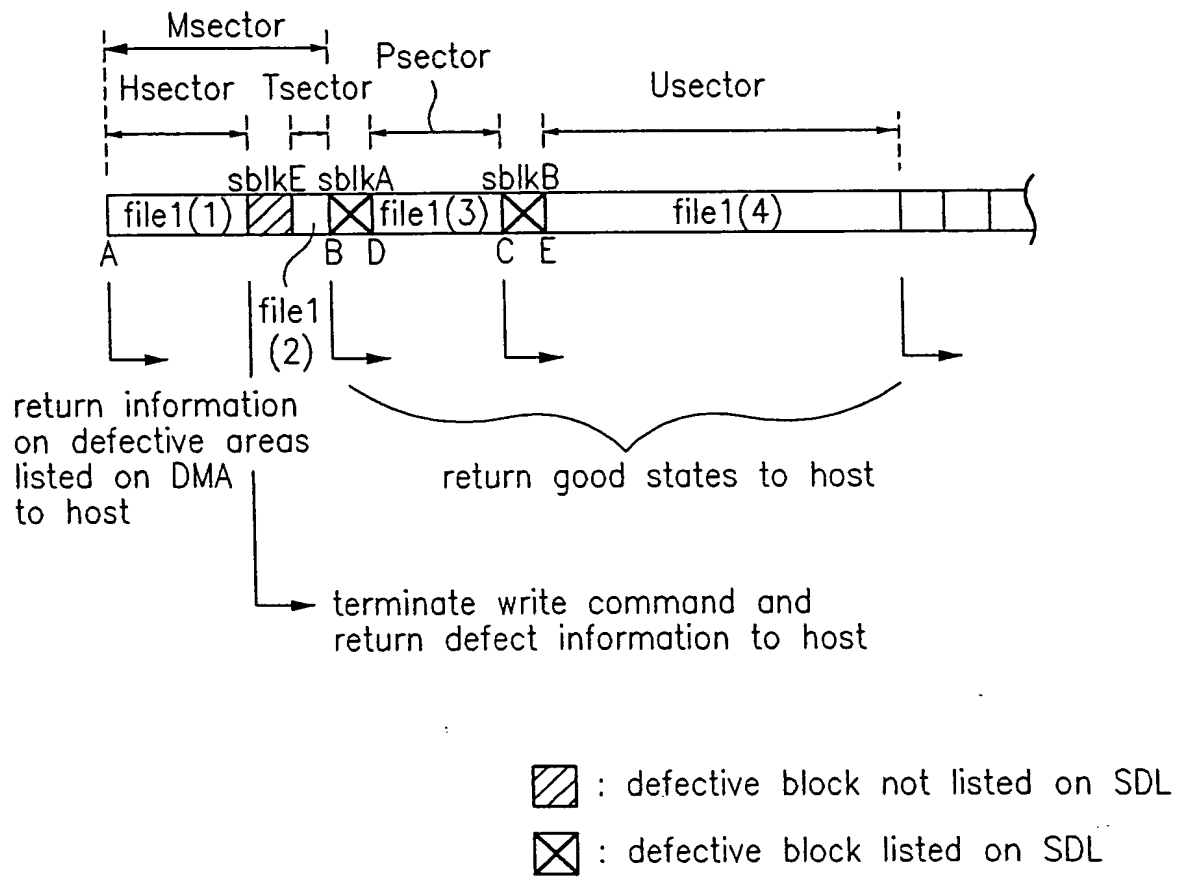 Msector
Psector
Hsector Tsector Usector
sblkE sblkA sblkB
file1(1) file1(3) file1(4)
A B D C E
file1
(2)
return information
on defective areas
listed on DMA
to host
return good states to host
terminate write command and
return defect information to host
: defective block not listed on SDL
: defective block listed on SDL